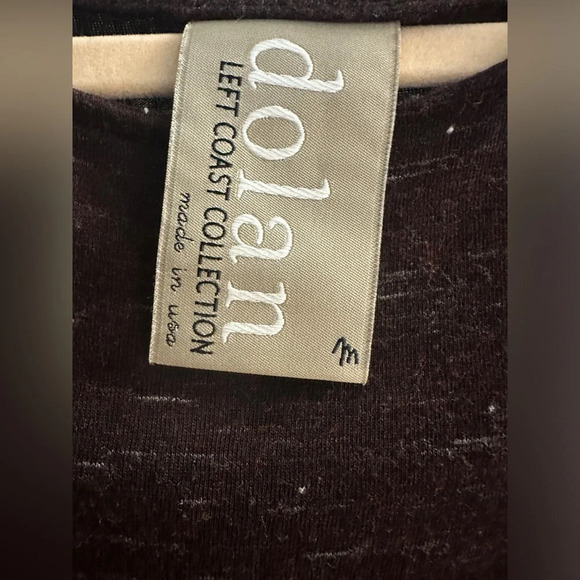 M
dolan
LEFT COAST COLLECTION
made in usa